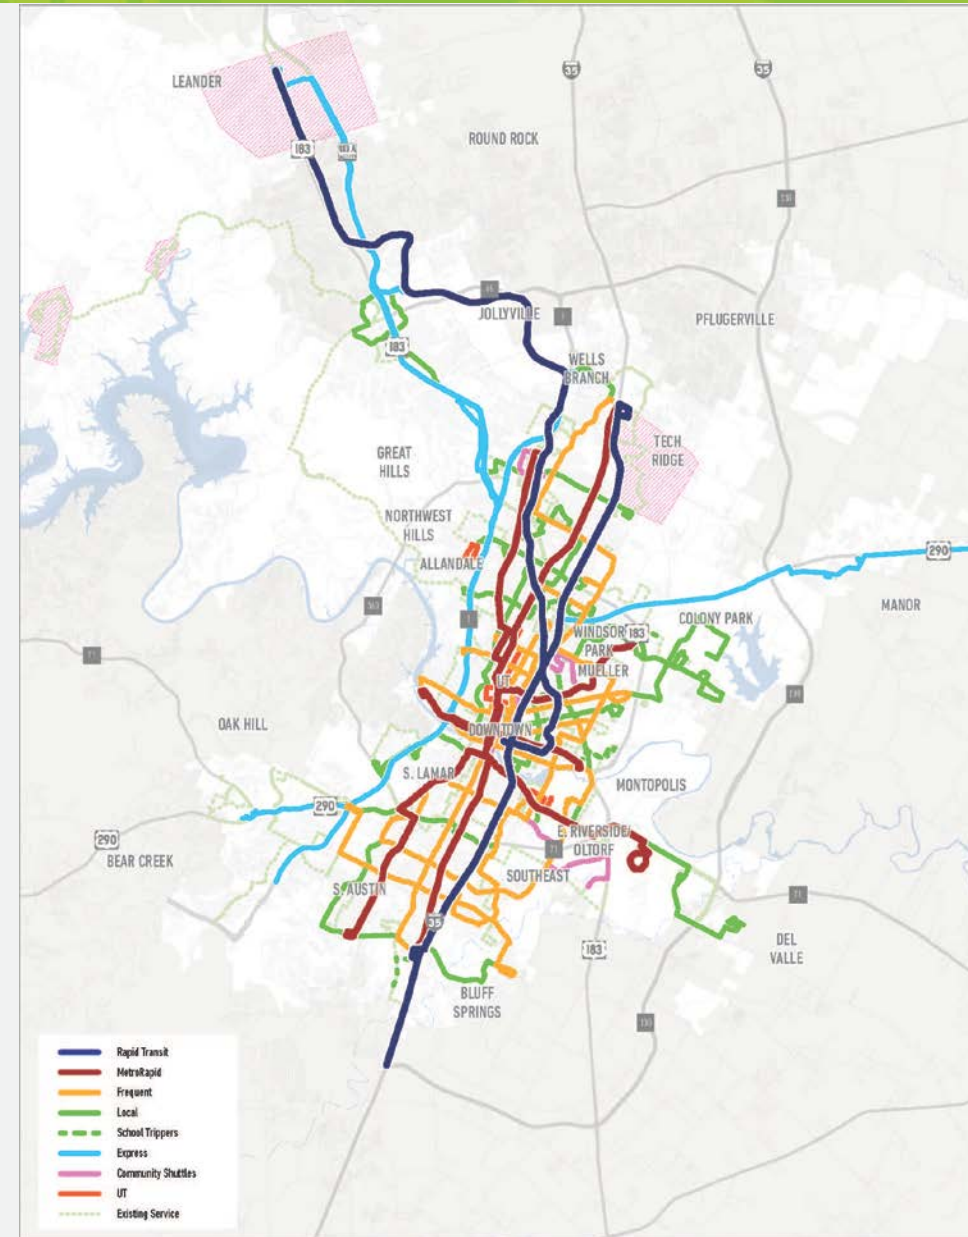 LEANDER
35
35
ROUND ROCK
183
183 A
130
45
JOLLYVILLE
1
PFLUGERVILLE
183
WELLS
BRANCH
TECH
RIDGE
GREAT
HILLS
NORTHWEST
HILLS
ALLANDALE
290
MANOR
360
1
COLONY PARK
WINDSOR
PARK
183
MUELLER
71
UT
130
OAK HILL
DOWNTOWN
S. LAMAR
MONTOPOLIS
290
E. RIVERSIDE/
OLTORF
290
BEAR CREEK
71
SOUTHEAST
S. AUSTIN
71
35
183
DEL
VALLE
BLUFF
SPRINGS
130
Rapid Transit
MetroRapid
Frequent
Local
School Trippers
Express
Community Shuttles
UT
Existing Service